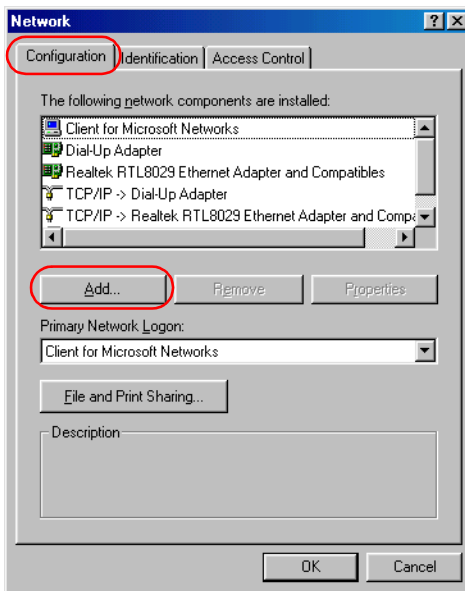 Network
Configuration Identification Access Control
The following network components are installed:
Client for Microsoft Networks
Dial-Up Adapter
Realtek RTL8029 Ethernet Adapter and Compatibles
TCP/IP -> Dial-Up Adapter
TCP/IP -> Realtek RTL8029 Ethernet Adapter and Compa
Add... Remove Properties
Primary Network Logon:
Client for Microsoft Networks
File and Print Sharing...
Description
OK Cancel